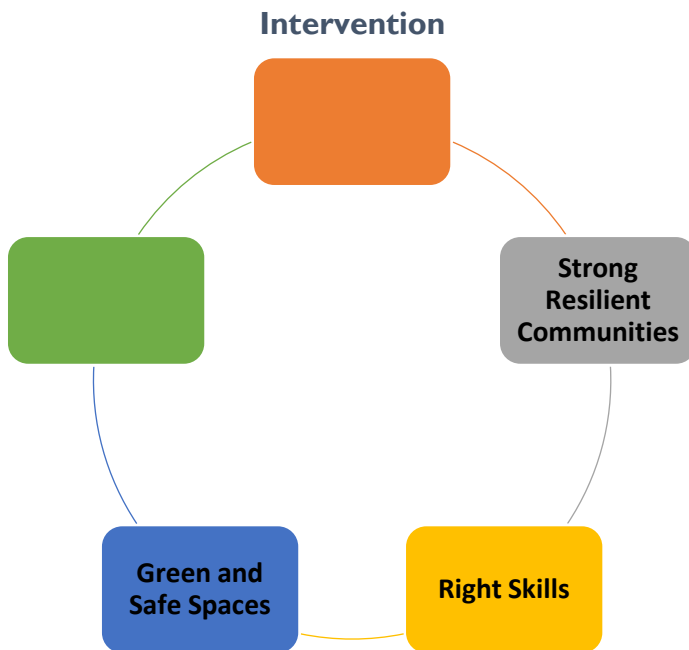 Intervention
Strong
Resilient
Communities
Green and
Safe Spaces
Right Skills